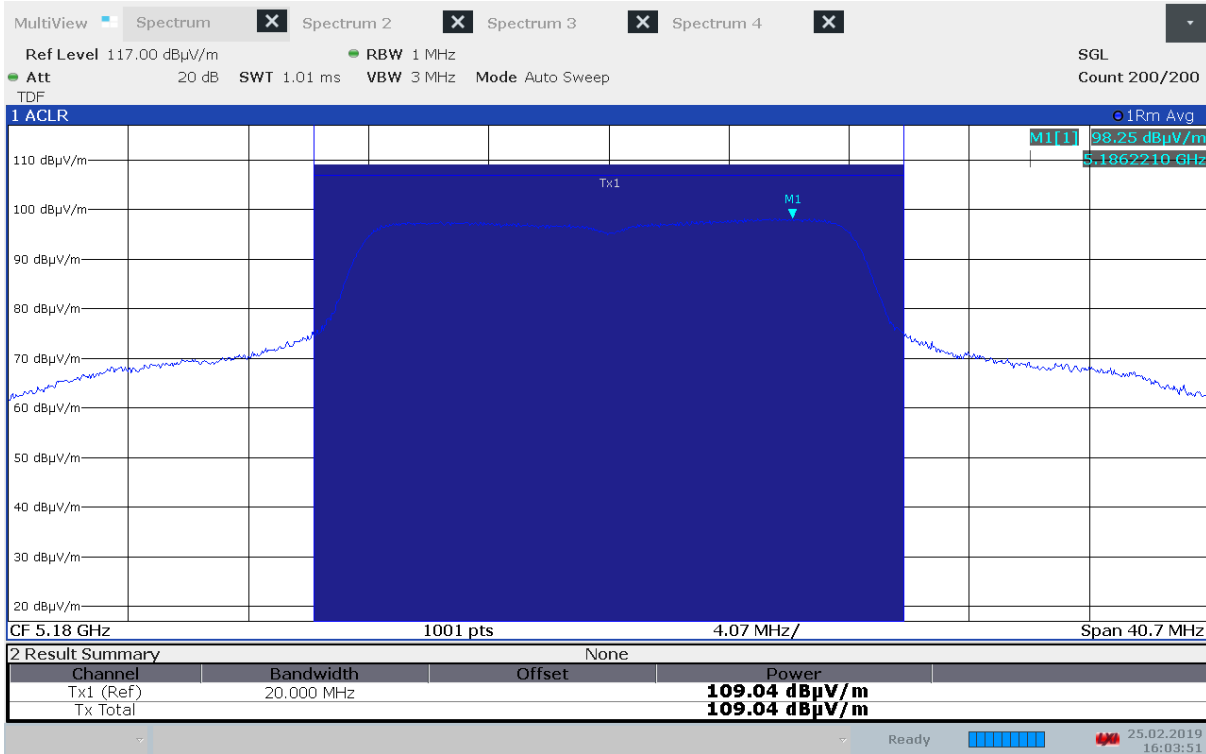 MultiView Spectrum Spectrum 2 Spectrum 3 Spectrum 4
Ref Level 117.00 dBµV/m RBW 1 MHz SGL
Att 20 dB SWT 1.01 ms VBW 3 MHz Mode Auto Sweep Count 200/200
TDF
1 ACLR 1Rm Avg
M1[1] 98.25 dBµV/m
5.1862210 GHz
110 dBµV/m
Tx1
M1
100 dBµV/m
90 dBµV/m
80 dBµV/m
70 dBµV/m
60 dBµV/m
50 dBµV/m
40 dBµV/m
30 dBµV/m
20 dBµV/m
CF 5.18 GHz 1001 pts 4.07 MHz/ Span 40.7 MHz
2 Result Summary None
Channel Bandwidth Offset Power
Tx1 (Ref) 20.000 MHz 109.04 dBµV/m
Tx Total 109.04 dBµV/m
Ready 25.02.2019
16:03:51